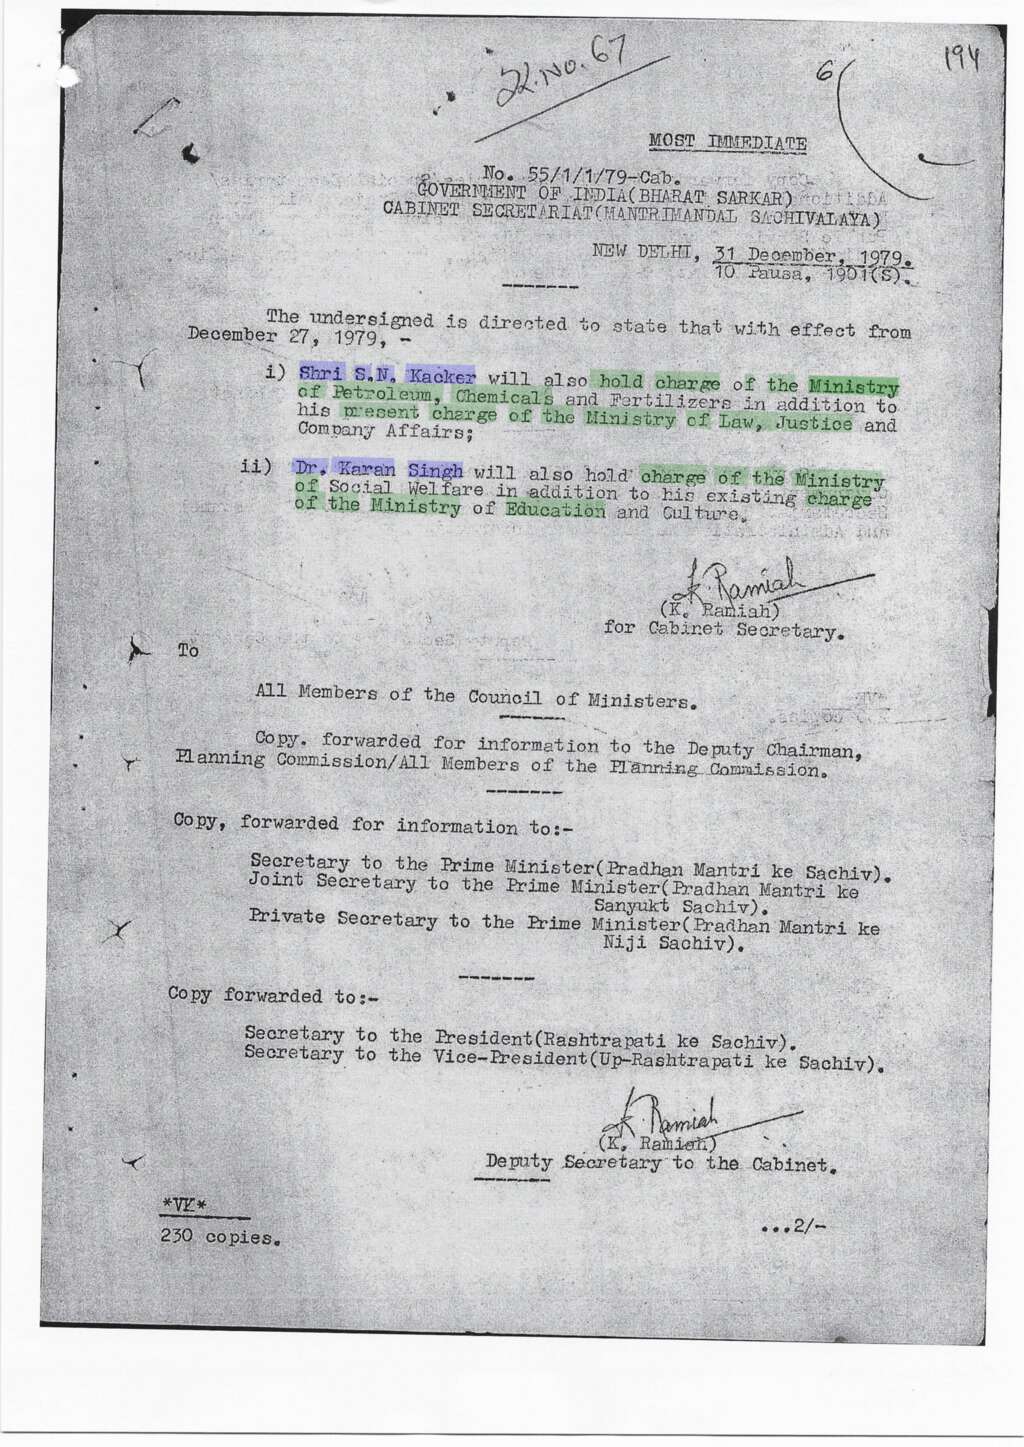 194
6
No. 67
MOST IMMEDIATE
No. 55/1/1/79-Cab.
GOVERNMENT OF INDIA(BHARAT SARKAR)
CABINET SECRETARIAT(MANTRIMANDAL SACHIVALAYA)
NEW DELHI, 31 December, 1979.
10 Pausa, 1901(S).
The undersigned is directed to state that with effect from
December 27, 1979, -
i) Shri S.N. Kacker will also hold charge of the Ministry
of Petroleum, Chemicals and Fertilizers in addition to
his present charge of the Ministry of Law, Justice and
Company Affairs;
ii) Dr. Karan Singh will also hold charge of the Ministry
of Social Welfare in addition to his existing charge
of the Ministry of Education and Culture.
K. Ramiah
(K. Ramiah)
for Cabinet Secretary.
To
All Members of the Council of Ministers.
Copy. forwarded for information to the Deputy Chairman,
Planning Commission/All Members of the Planning Commission.
Copy, forwarded for information to:-
Secretary to the Prime Minister(Pradhan Mantri ke Sachiv).
Joint Secretary to the Prime Minister(Pradhan Mantri ke
Sanyukt Sachiv).
Private Secretary to the Prime Minister(Pradhan Mantri ke
Niji Sachiv).
Copy forwarded to:-
Secretary to the President(Rashtrapati ke Sachiv).
Secretary to the Vice-President(Up-Rashtrapati ke Sachiv).
K. Ramiah
(K. Ramiah)
Deputy Secretary to the Cabinet.
*VK*
230 copies.
...2/-